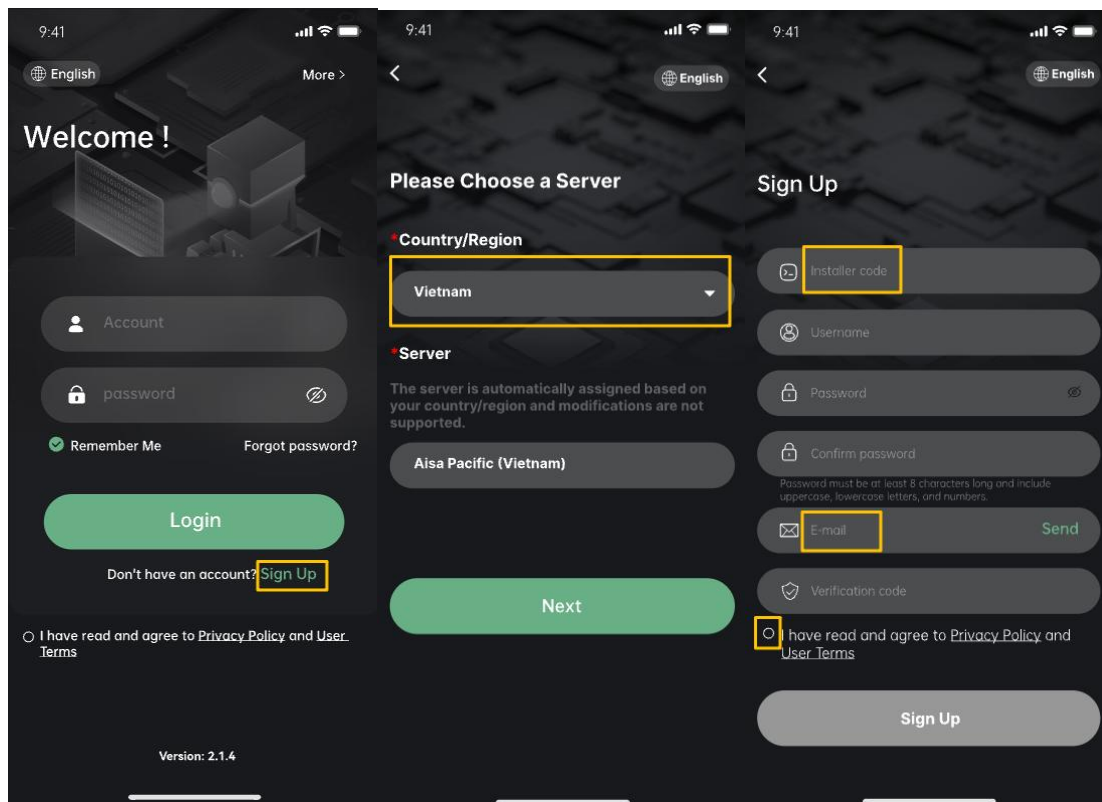 9:41
English
More >
Welcome !
Account
password
Remember Me
Forgot password?
Login
Don't have an account? Sign Up
I have read and agree to Privacy Policy and User
Terms
Version: 2.1.4
9:41
English
Please Choose a Server
*Country/Region
Vietnam
*Server
The server is automatically assigned based on
your country/region and modifications are not
supported.
Aisa Pacific (Vietnam)
Next
9:41
English
Sign Up
Installer code
Username
Password
Confirm password
Password must be at least 8 characters long and include
uppercase, lowercase letters, and numbers.
E-mail
Send
Verification code
I have read and agree to Privacy Policy and
User Terms
Sign Up